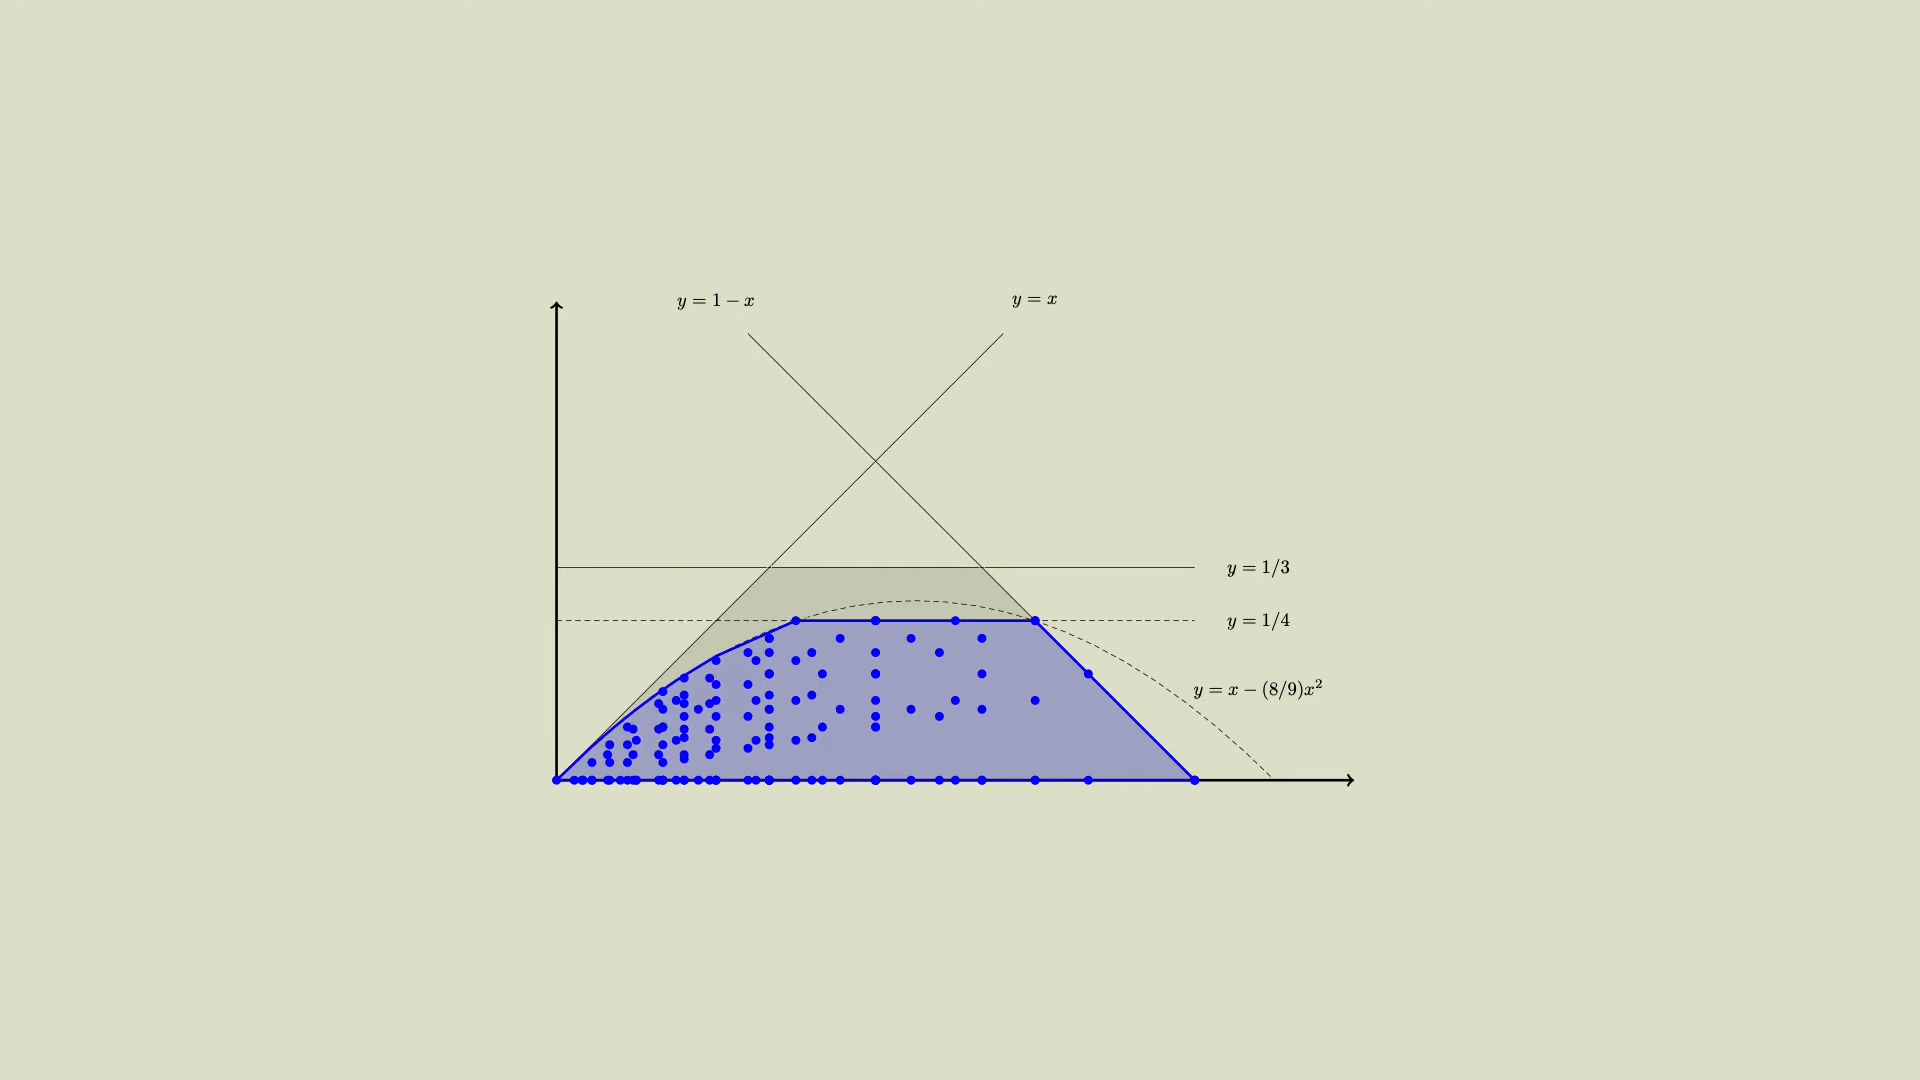 y = 1 − x
y = x
y = 1/3
y = 1/4
y = x − (8/9)x²